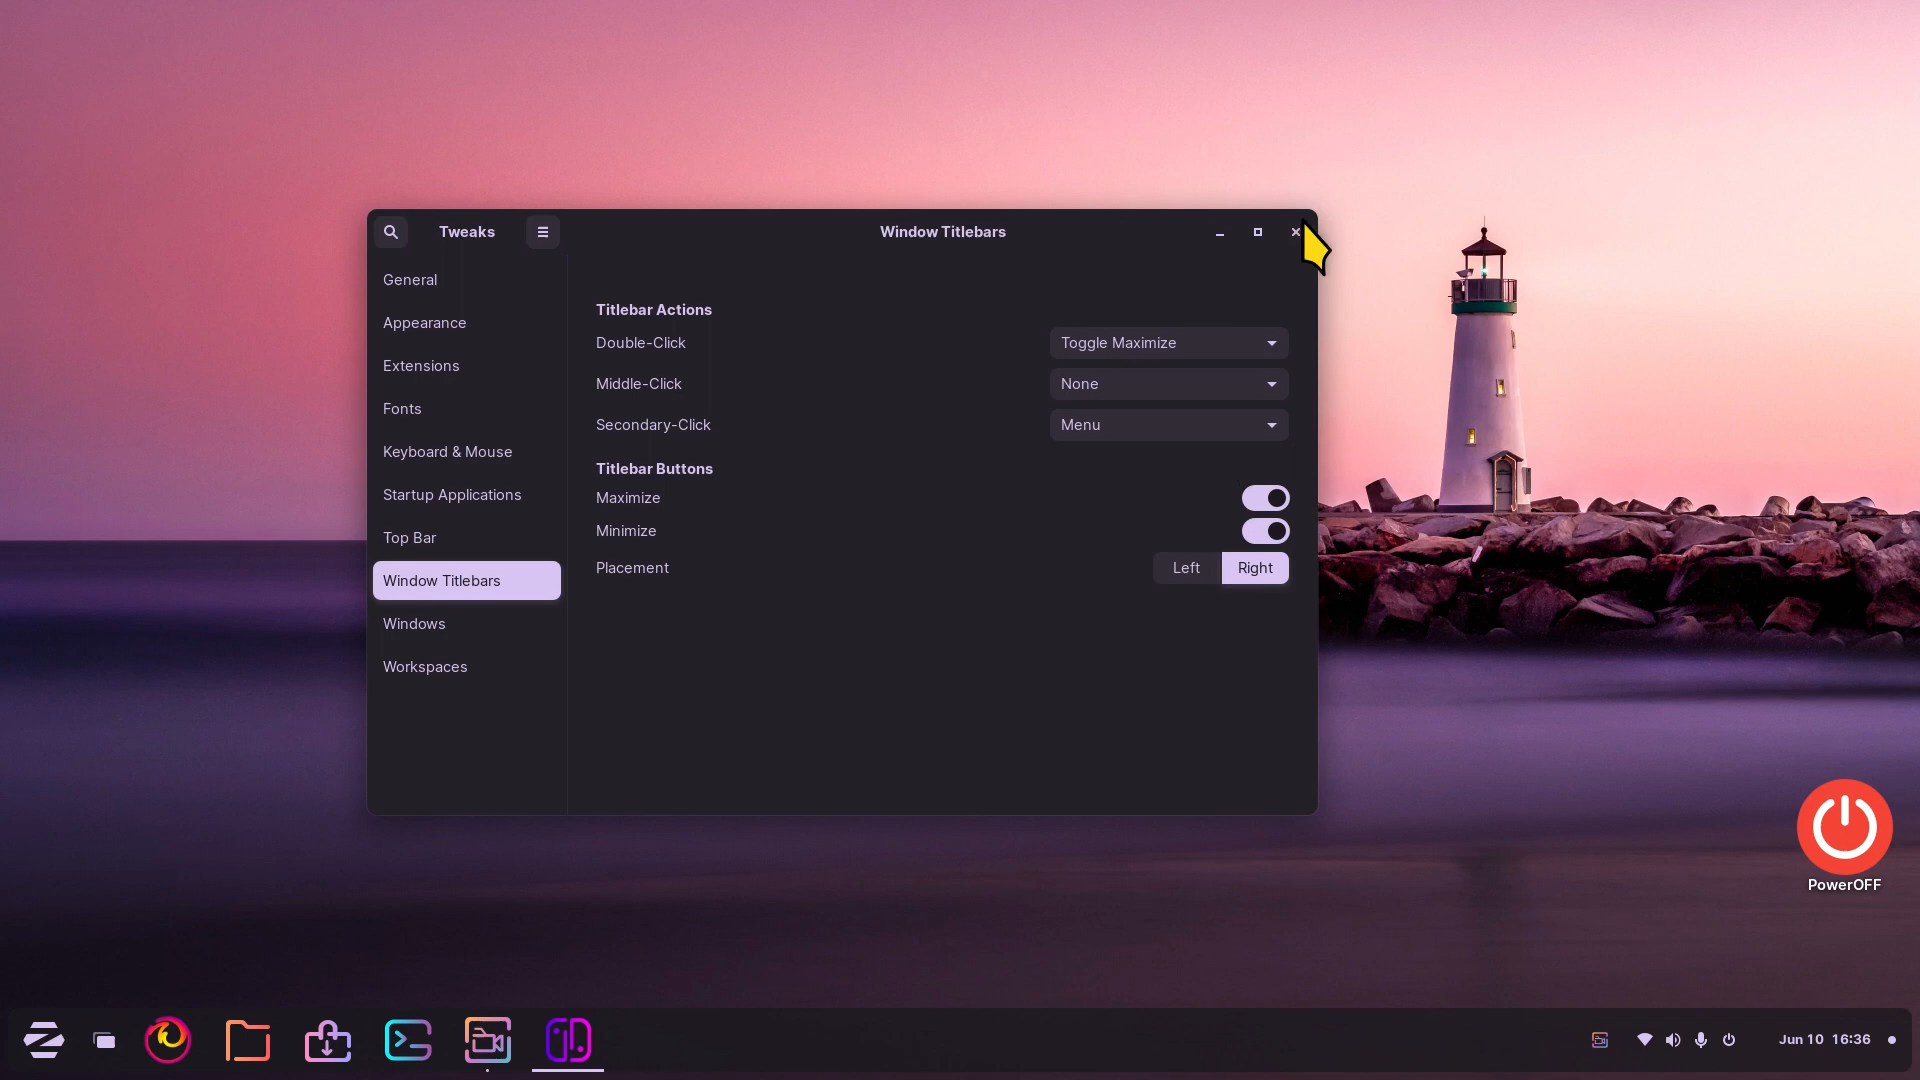 Tweaks
Window Titlebars
General
Appearance
Extensions
Fonts
Keyboard & Mouse
Startup Applications
Top Bar
Window Titlebars
Windows
Workspaces
Titlebar Actions
Double-Click Toggle Maximize
Middle-Click None
Secondary-Click Menu
Titlebar Buttons
Maximize
Minimize
Placement Left Right
PowerOFF
Jun 10 16:36